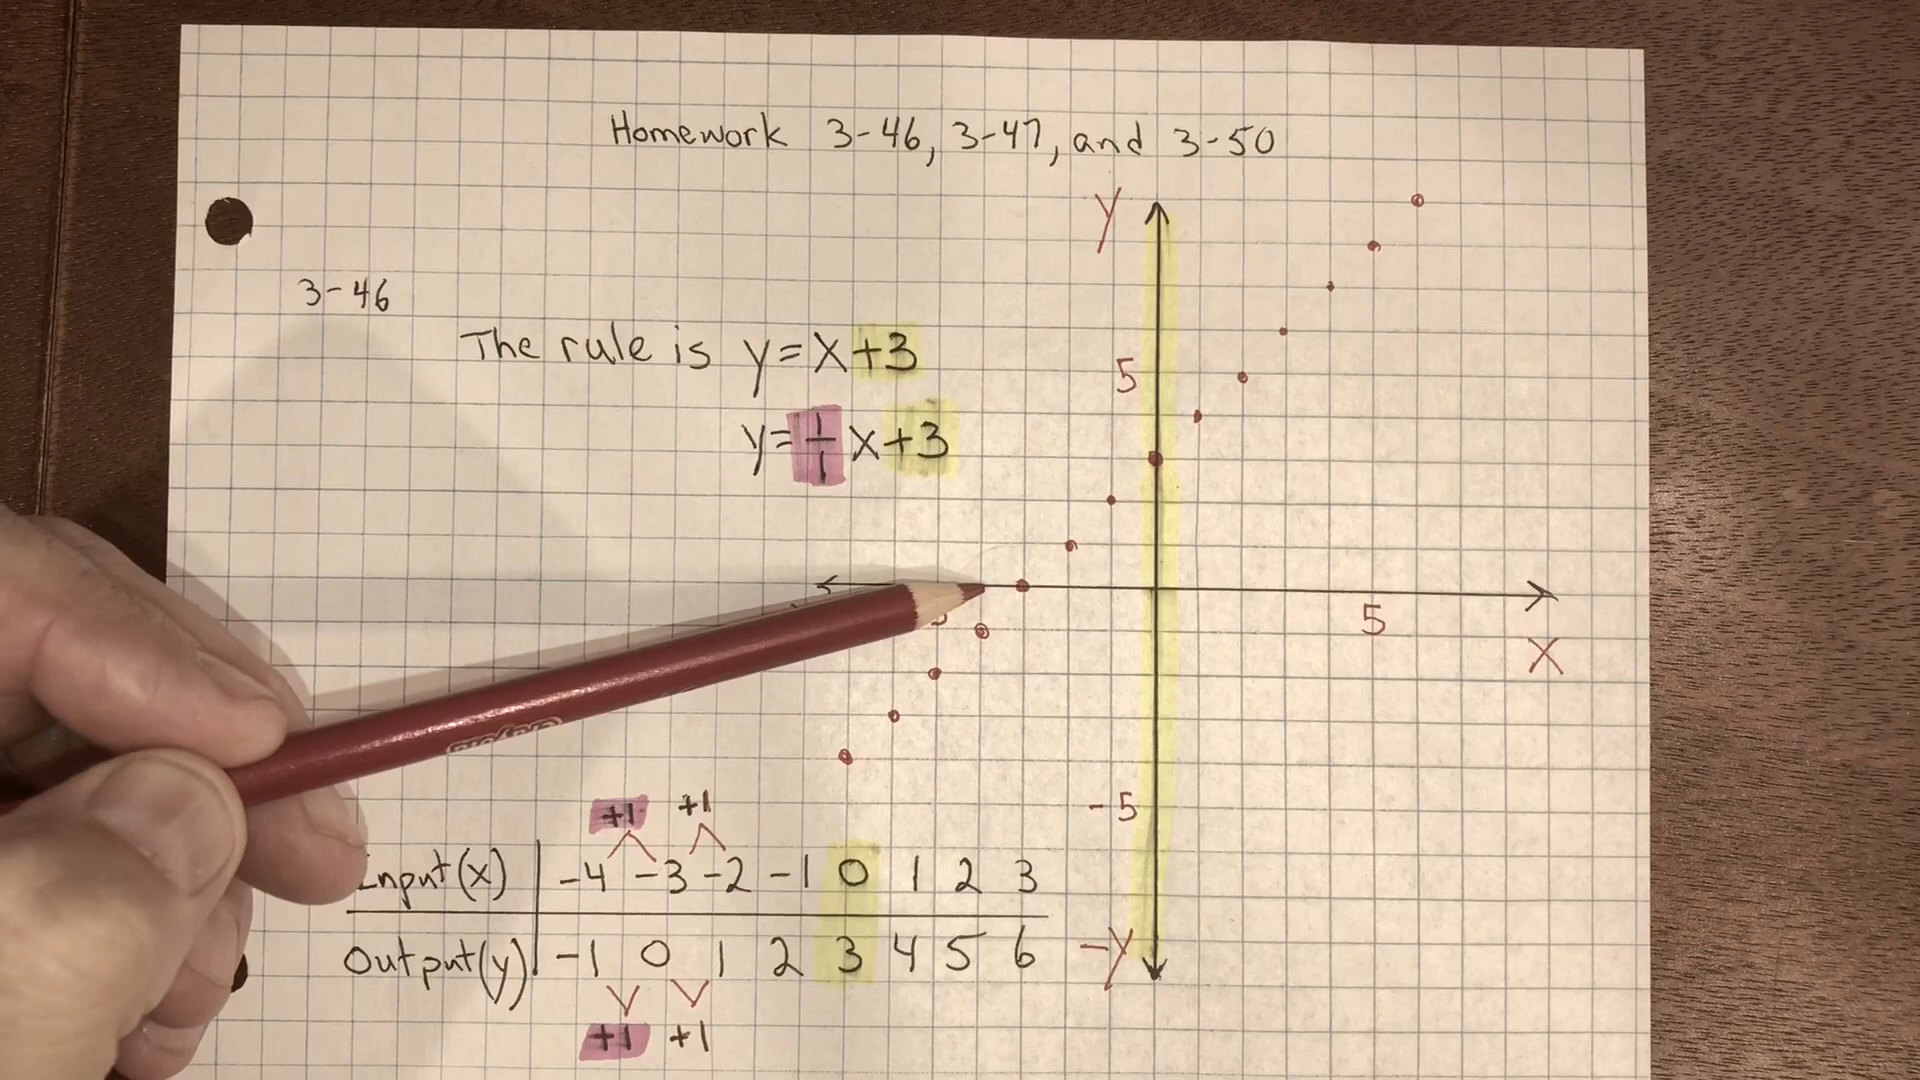 Homework 3-46, 3-47, and 3-50
Y
3-46
The rule is y=x+3
y=1/1 x+3
5
5
X
-5
+1 +1
Input(x) -4 -3 -2 -1 0 1 2 3
Output(y) -1 0 1 2 3 4 5 6
-Y
+1 +1